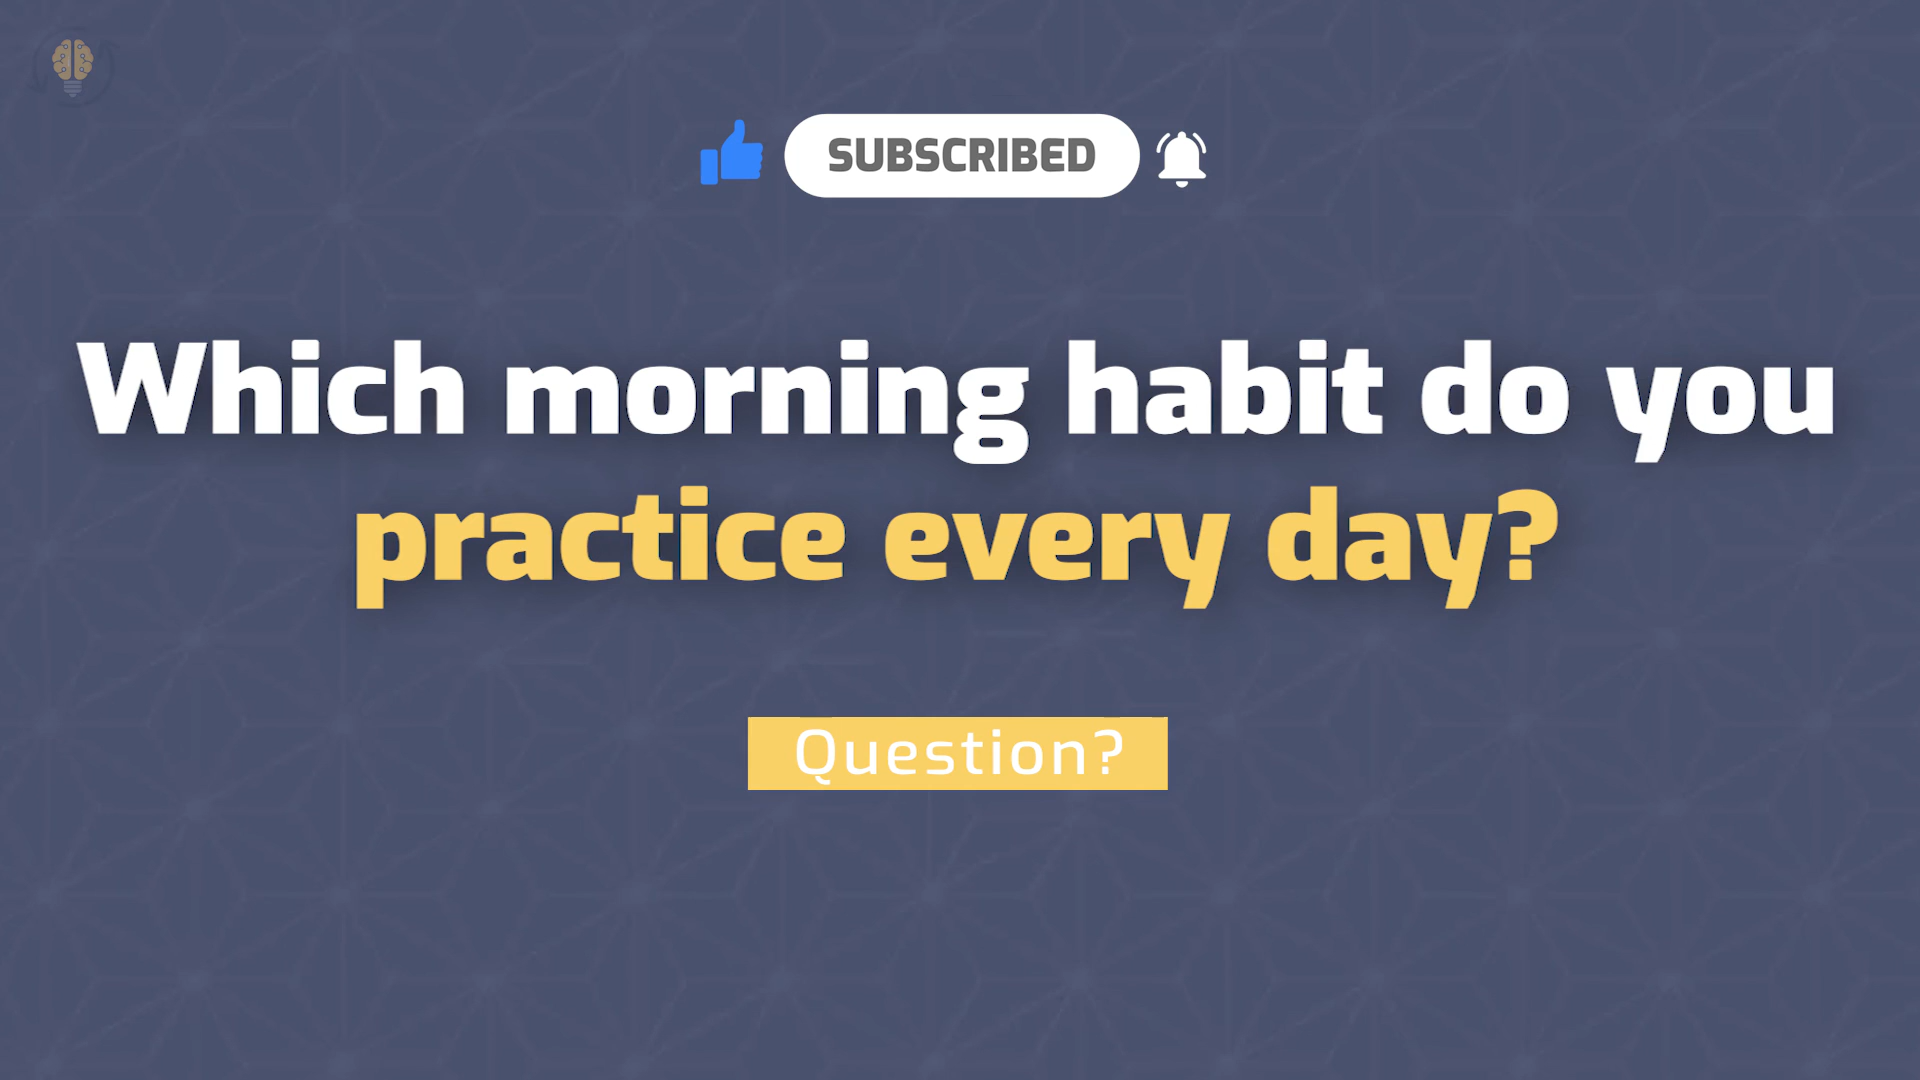 SUBSCRIBED
Which morning habit do you
practice every day?
Question?